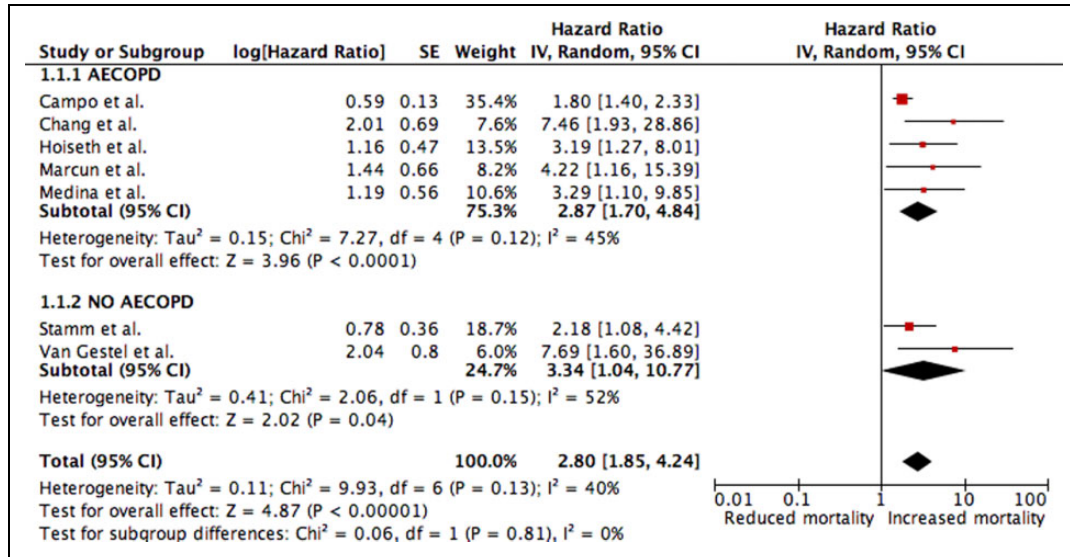 Hazard Ratio Hazard Ratio
Study or Subgroup log[Hazard Ratio] SE Weight IV, Random, 95% CI IV, Random, 95% CI
1.1.1 AECOPD
Campo et al. 0.59 0.13 35.4% 1.80 [1.40, 2.33]
Chang et al. 2.01 0.69 7.6% 7.46 [1.93, 28.86]
Hoiseth et al. 1.16 0.47 13.5% 3.19 [1.27, 8.01]
Marcun et al. 1.44 0.66 8.2% 4.22 [1.16, 15.39]
Medina et al. 1.19 0.56 10.6% 3.29 [1.10, 9.85]
Subtotal (95% CI) 75.3% 2.87 [1.70, 4.84]
Heterogeneity: Tau² = 0.15; Chi² = 7.27, df = 4 (P = 0.12); I² = 45%
Test for overall effect: Z = 3.96 (P < 0.0001)
1.1.2 NO AECOPD
Stamm et al. 0.78 0.36 18.7% 2.18 [1.08, 4.42]
Van Gestel et al. 2.04 0.8 6.0% 7.69 [1.60, 36.89]
Subtotal (95% CI) 24.7% 3.34 [1.04, 10.77]
Heterogeneity: Tau² = 0.41; Chi² = 2.06, df = 1 (P = 0.15); I² = 52%
Test for overall effect: Z = 2.02 (P = 0.04)
Total (95% CI) 100.0% 2.80 [1.85, 4.24]
Heterogeneity: Tau² = 0.11; Chi² = 9.93, df = 6 (P = 0.13); I² = 40%
Test for overall effect: Z = 4.87 (P < 0.00001)
Test for subgroup differences: Chi² = 0.06, df = 1 (P = 0.81), I² = 0%
0.01 0.1 1 10 100
Reduced mortality Increased mortality